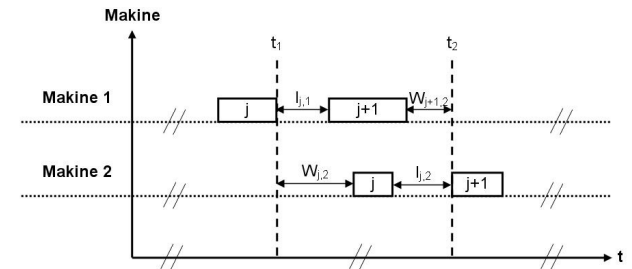 Makine
t1 t2
Makine 1
j Ij,1 j+1 Wj+1,2
Makine 2
Wj,2 j Ij,2 j+1
t